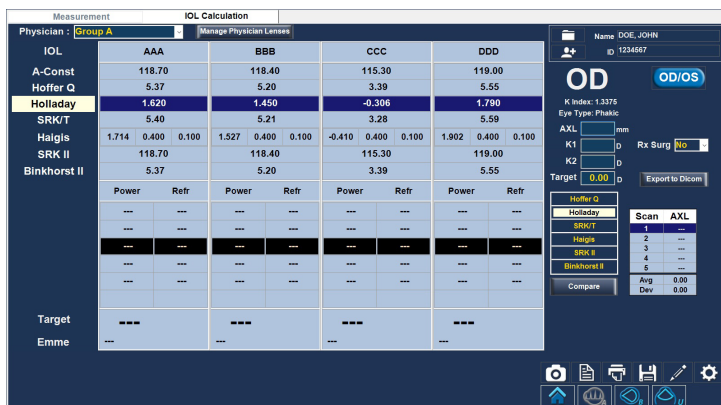 Measurement IOL Calculation
Physician : Group A Manage Physician Lenses
Name DOE, JOHN
ID 1234567
IOL AAA BBB CCC DDD
A-Const 118.70 118.40 115.30 119.00
Hoffer Q 5.37 5.20 3.39 5.55
Holladay 1.620 1.450 -0.306 1.790
SRK/T 5.40 5.21 3.28 5.59
Haigis 1.714 0.400 0.100 1.527 0.400 0.100 -0.410 0.400 0.100 1.902 0.400 0.100
SRK II 118.70 118.40 115.30 119.00
Binkhorst II 5.37 5.20 3.39 5.55
Power Refr Power Refr Power Refr Power Refr
--- --- --- --- --- --- --- ---
--- --- --- --- --- --- --- ---
--- --- --- --- --- --- --- ---
--- --- --- --- --- --- --- ---
--- --- --- --- --- --- --- ---
Target --- --- --- ---
Emme --- --- --- ---
OD OD/OS
K Index: 1.3375
Eye Type: Phakic
AXL mm
K1 D Rx Surg No
K2 D
Target 0.00 D Export to Dicom
Hoffer Q
Holladay
SRK/T
Haigis
SRK II
Binkhorst II
Compare
Scan AXL
1 ---
2 ---
3 ---
4 ---
5 ---
Avg 0.00
Dev 0.00
A B U